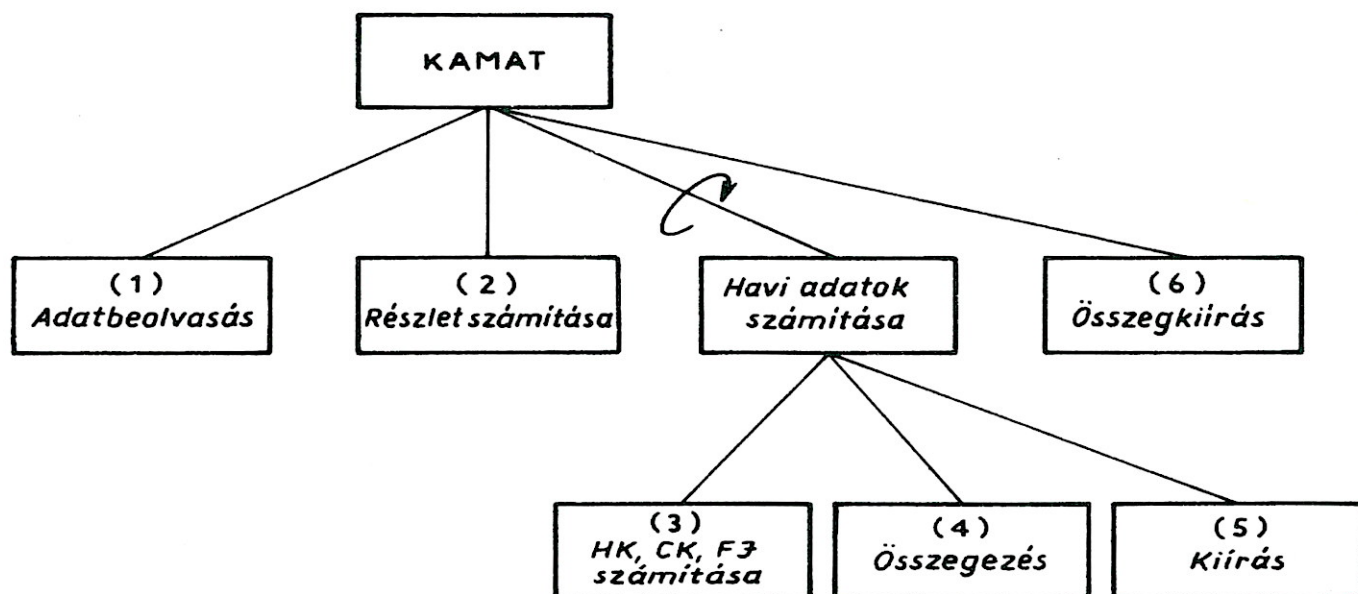 KAMAT
(1)
Adatbeolvasás
(2)
Részlet számítása
Havi adatok
számítása
(6)
Összegkiírás
(3)
HK, CK, FJ
számítása
(4)
Összegezés
(5)
Kiírás